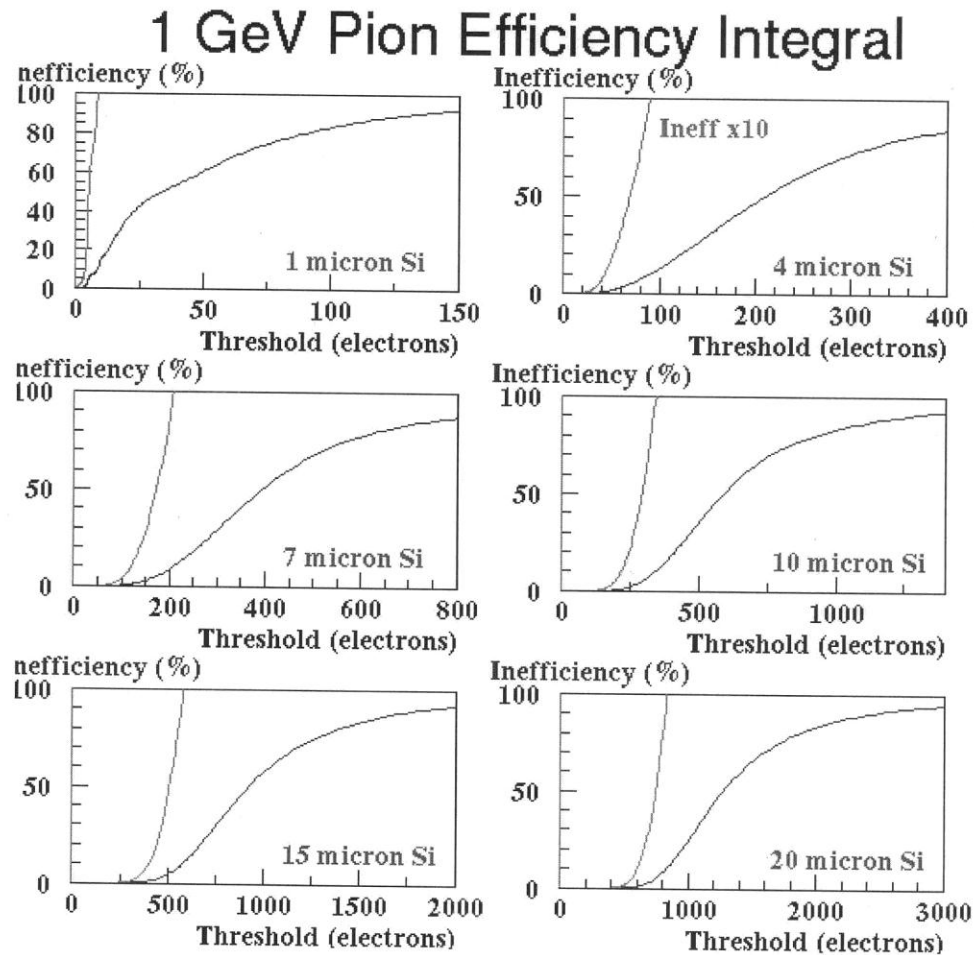 1 GeV Pion Efficiency Integral
nefficiency (%)
100
80
60
40
20
0
1 micron Si
0 50 100 150
Threshold (electrons)
Inefficiency (%)
100
50
0
Ineff x10
4 micron Si
0 100 200 300 400
Threshold (electrons)
nefficiency (%)
100
50
0
7 micron Si
0 200 400 600 800
Threshold (electrons)
Inefficiency (%)
100
50
0
10 micron Si
0 500 1000
Threshold (electrons)
nefficiency (%)
100
50
0
15 micron Si
0 500 1000 1500 2000
Threshold (electrons)
Inefficiency (%)
100
50
0
20 micron Si
0 1000 2000 3000
Threshold (electrons)